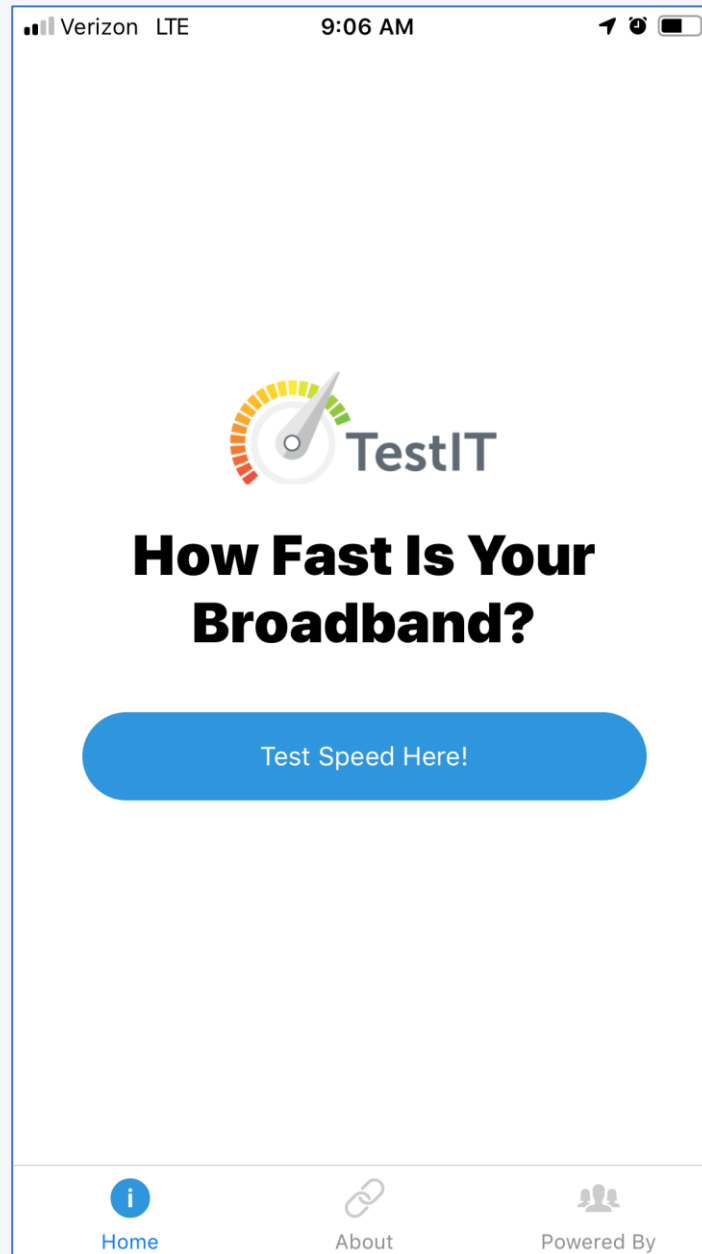 Verizon LTE 9:06 AM
TestIT
How Fast Is Your
Broadband?
Test Speed Here!
i
Home About Powered By